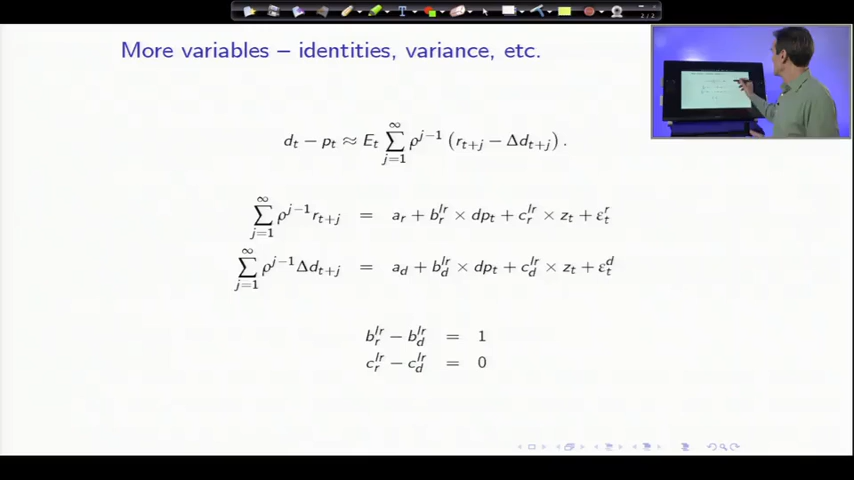 2 / 2
More variables – identities, variance, etc.
d_t − p_t ≈ E_t ∑_{j=1}^{∞} ρ^{j−1} (r_{t+j} − Δd_{t+j}) .
∑_{j=1}^{∞} ρ^{j−1} r_{t+j} = a_r + b_r^{lr} × dp_t + c_r^{lr} × z_t + ε_t^r
∑_{j=1}^{∞} ρ^{j−1} Δd_{t+j} = a_d + b_d^{lr} × dp_t + c_d^{lr} × z_t + ε_t^d
b_r^{lr} − b_d^{lr} = 1
c_r^{lr} − c_d^{lr} = 0